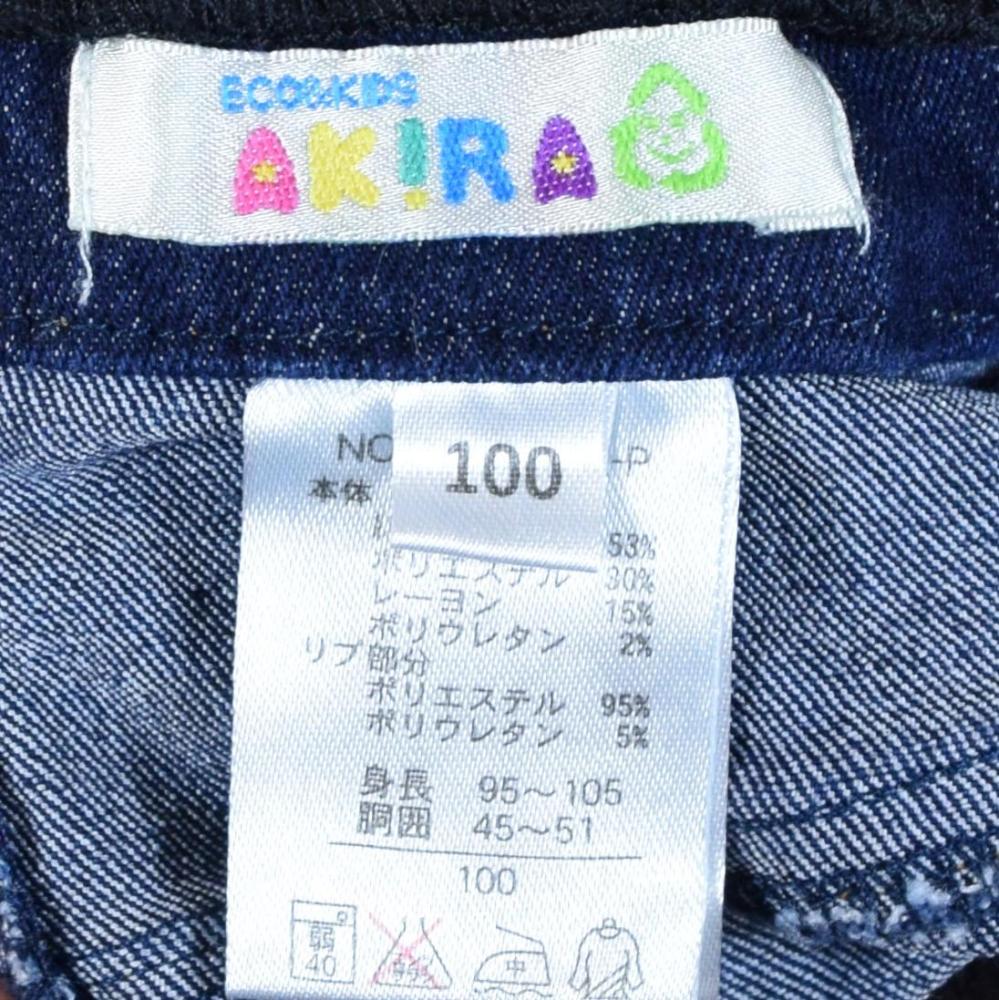 ECO&KIDS
AK!RA
100
NO -P
本体
53%
ポリエステル 30%
レーヨン 15%
ポリウレタン 2%
リブ部分
ポリエステル 95%
ポリウレタン 5%
身長 95～105
胴囲 45～51
100
弱
40
中